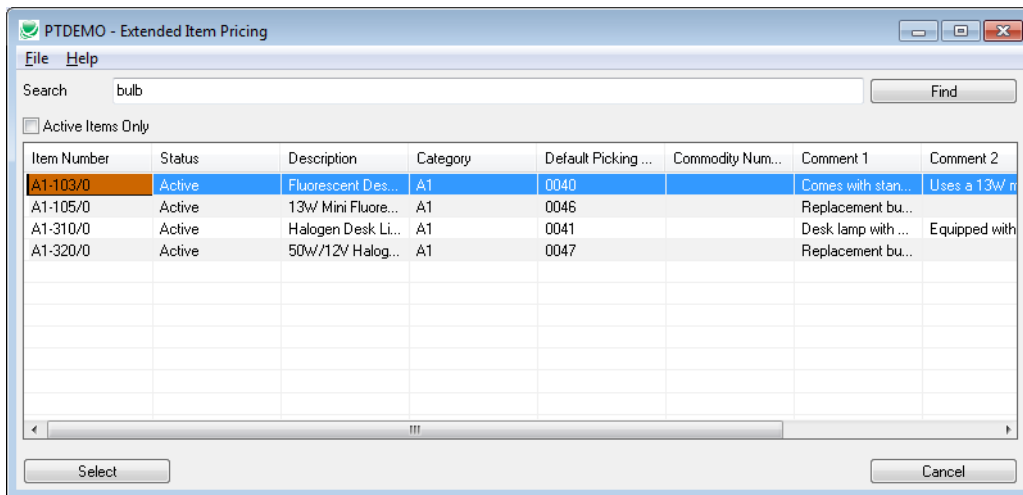 PTDEMO - Extended Item Pricing
File Help
Search bulb Find
Active Items Only
Item Number Status Description Category Default Picking ... Commodity Num... Comment 1 Comment 2
A1-103/0 Active Fluorescent Des... A1 0040 Comes with stan... Uses a 13W m
A1-105/0 Active 13W Mini Fluore... A1 0046 Replacement bu...
A1-310/0 Active Halogen Desk Li... A1 0041 Desk lamp with ... Equipped with
A1-320/0 Active 50W/12V Halog... A1 0047 Replacement bu...
Select Cancel